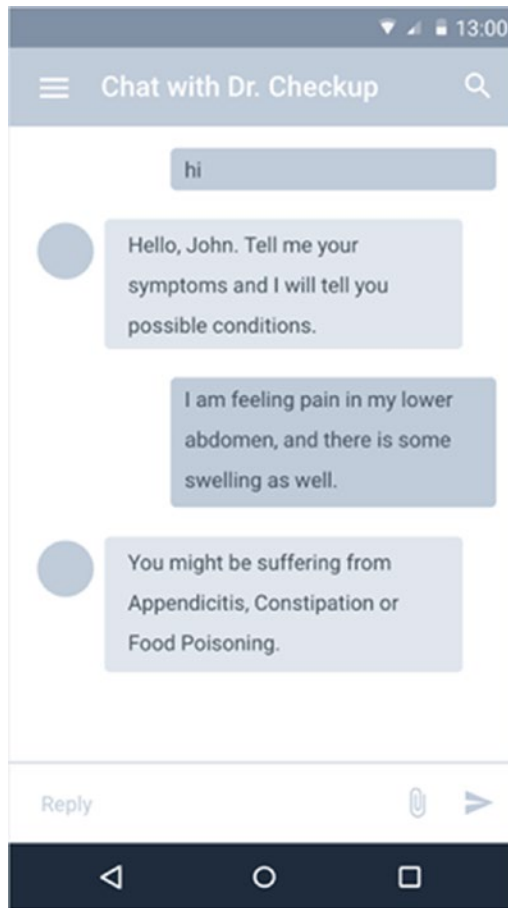 13:00
Chat with Dr. Checkup
hi
Hello, John. Tell me your
symptoms and I will tell you
possible conditions.
I am feeling pain in my lower
abdomen, and there is some
swelling as well.
You might be suffering from
Appendicitis, Constipation or
Food Poisoning.
Reply